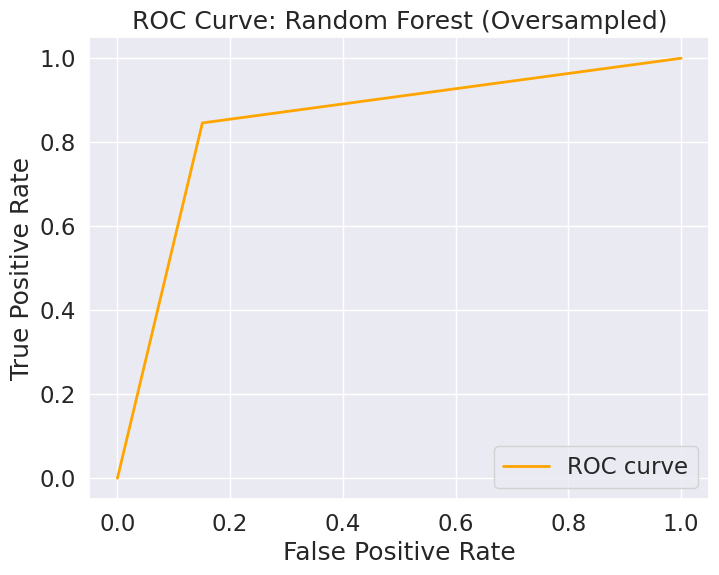 ROC Curve: Random Forest (Oversampled)
1.0
0.8
0.6
0.4
0.2
0.0
True Positive Rate
ROC curve
0.0 0.2 0.4 0.6 0.8 1.0
False Positive Rate